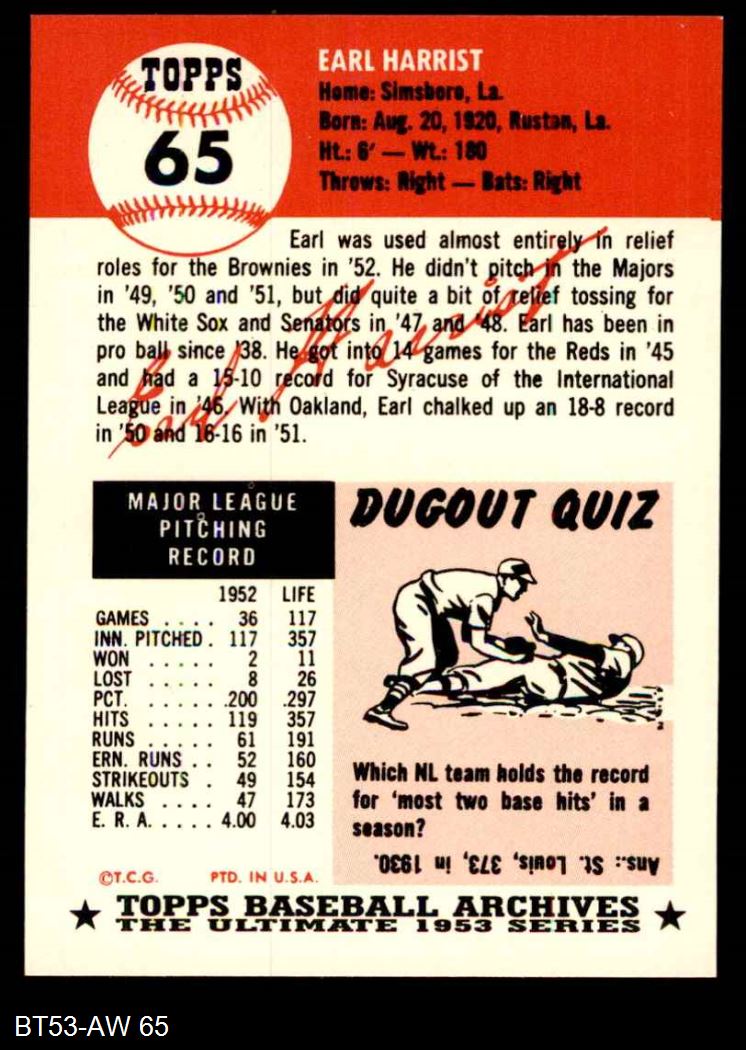 TOPPS
65
EARL HARRIST
Home: Simsboro, La.
Born: Aug. 20, 1920, Ruston, La.
Ht.: 6' — Wt.: 180
Throws: Right — Bats: Right
Earl was used almost entirely in relief
roles for the Brownies in '52. He didn't pitch in the Majors
in '49, '50 and '51, but did quite a bit of relief tossing for
the White Sox and Senators in '47 and '48. Earl has been in
pro ball since '38. He got into 14 games for the Reds in '45
and had a 15-10 record for Syracuse of the International
League in '46. With Oakland, Earl chalked up an 18-8 record
in '50 and 16-16 in '51.
Earl Harrist
MAJOR LEAGUE
PITCHING
RECORD
1952 LIFE
GAMES .... 36 117
INN. PITCHED . 117 357
WON ..... 2 11
LOST ..... 8 26
PCT. ...... .200 .297
HITS ...... 119 357
RUNS ..... 61 191
ERN. RUNS .. 52 160
STRIKEOUTS . 49 154
WALKS .... 47 173
E. R. A. ..... 4.00 4.03
DUGOUT QUIZ
Which NL team holds the record
for 'most two base hits' in a
season?
Ans.: St. Louis, 373, in 1930.
©T.C.G. PTD. IN U.S.A.
★ TOPPS BASEBALL ARCHIVES ★
THE ULTIMATE 1953 SERIES
BT53-AW 65